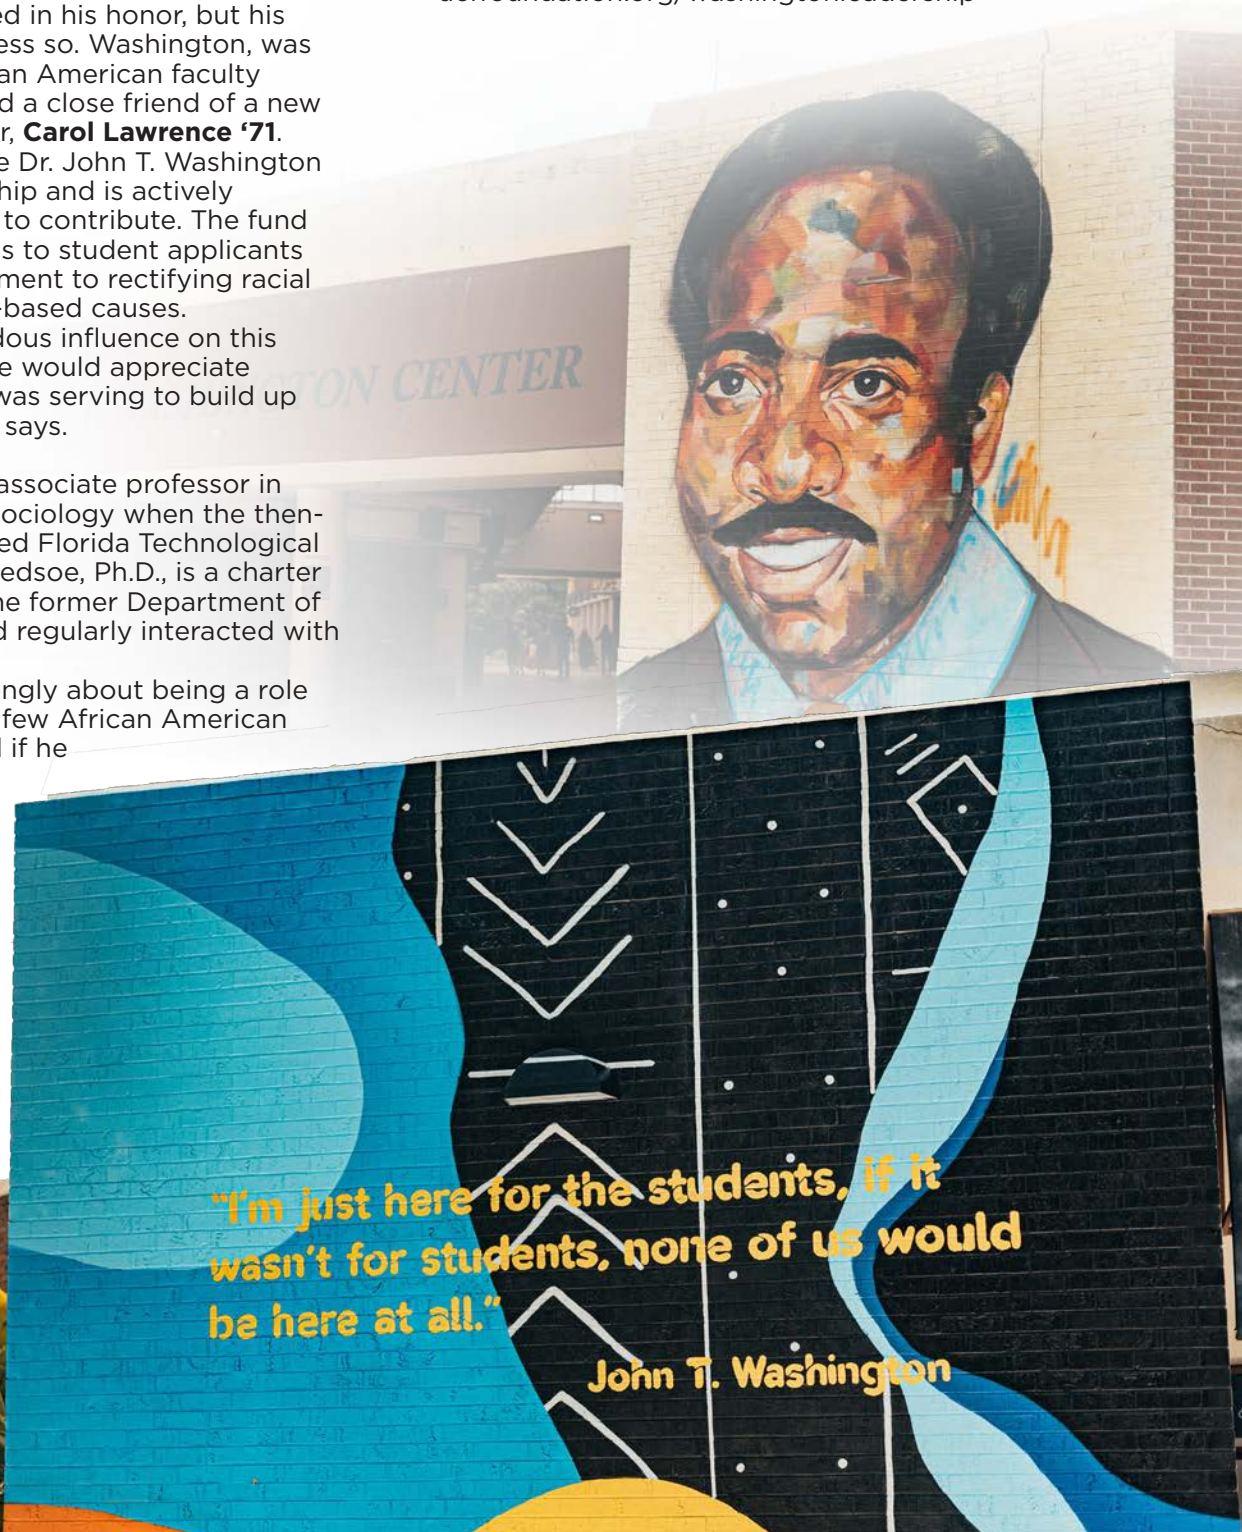 ucffoundation.org/washingtonleadership
ed in his honor, but his
ess so. Washington, was
an American faculty
d a close friend of a new
r, Carol Lawrence ‘71.
e Dr. John T. Washington
hip and is actively
to contribute. The fund
s to student applicants
ment to rectifying racial
-based causes.
dous influence on this
e would appreciate
was serving to build up
says.
associate professor in
ociology when the then-
ed Florida Technological
edsoe, Ph.D., is a charter
he former Department of
d regularly interacted with
ngly about being a role
few African American
l if he
TON CENTER
"I'm just here for the students, if it
wasn't for students, none of us would
be here at all."
John T. Washington